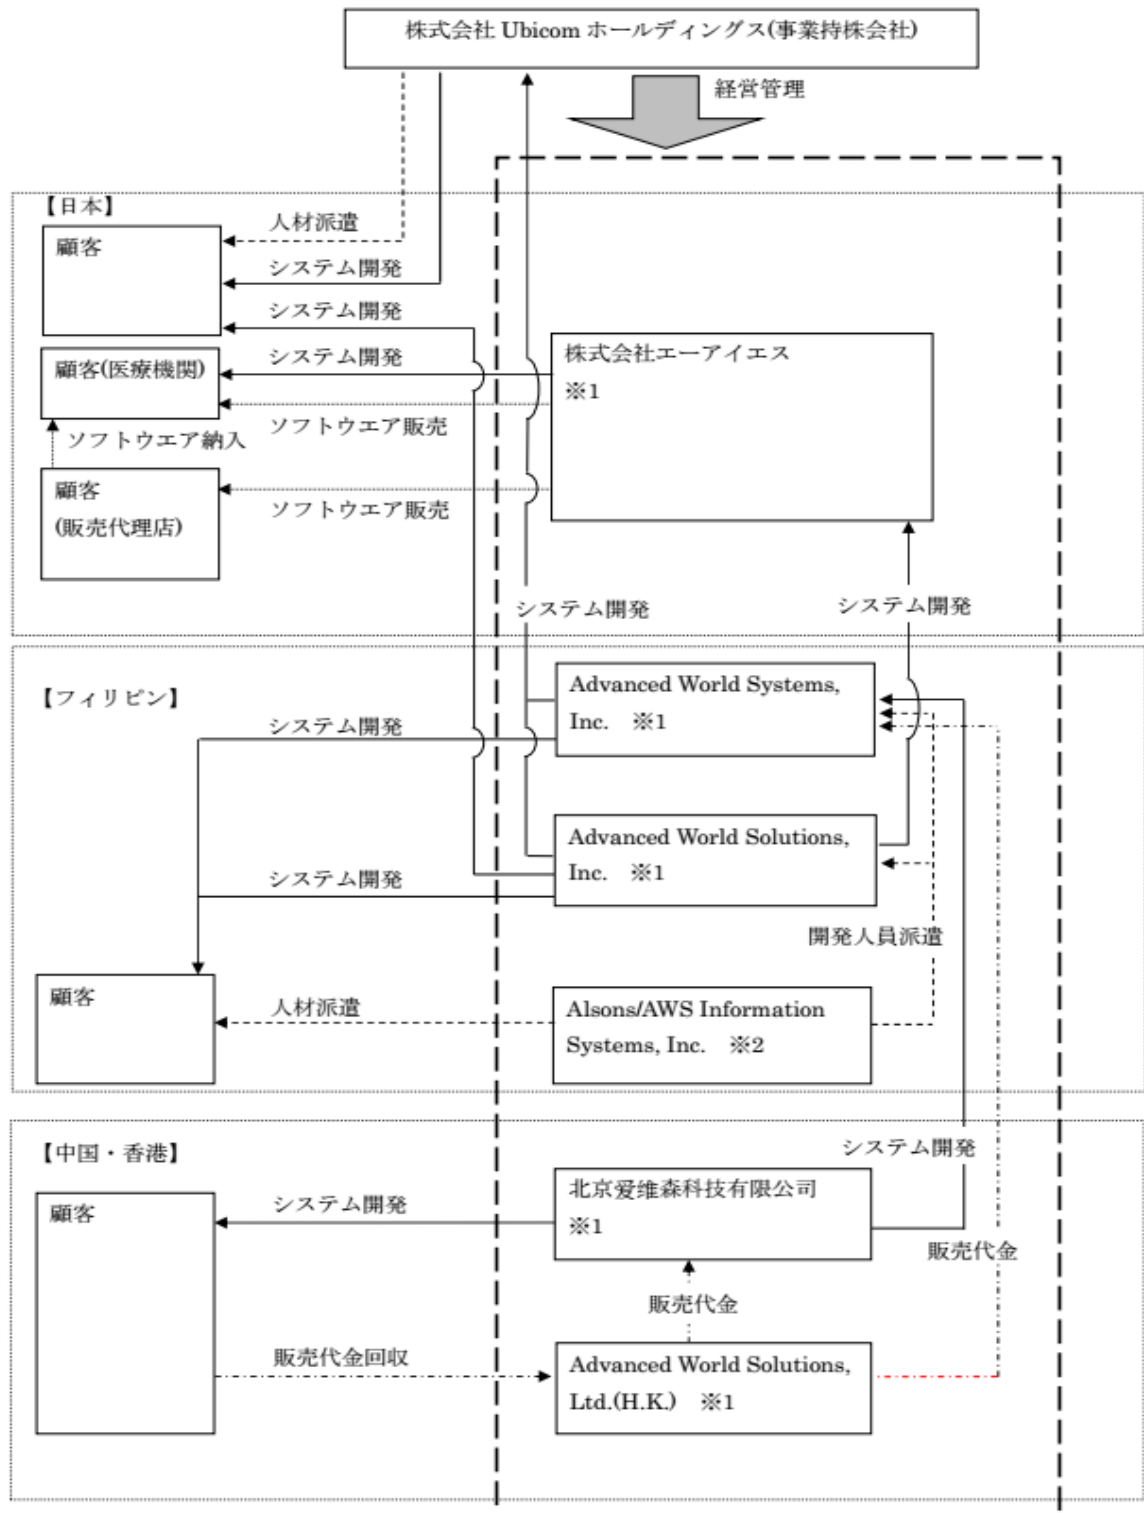 株式会社 Ubicom ホールディングス(事業持株会社)
経営管理
【日本】
顧客
人材派遣
システム開発
システム開発
顧客(医療機関)
システム開発
株式会社エーアイエス
※1
ソフトウエア販売
ソフトウエア納入
顧客
(販売代理店)
ソフトウエア販売
システム開発
システム開発
【フィリピン】
Advanced World Systems,
Inc. ※1
システム開発
Advanced World Solutions,
Inc. ※1
システム開発
開発人員派遣
顧客
人材派遣
Alsons/AWS Information
Systems, Inc. ※2
【中国・香港】
システム開発
北京爱维森科技有限公司
※1
顧客
システム開発
販売代金
販売代金
販売代金回収
Advanced World Solutions,
Ltd.(H.K.) ※1